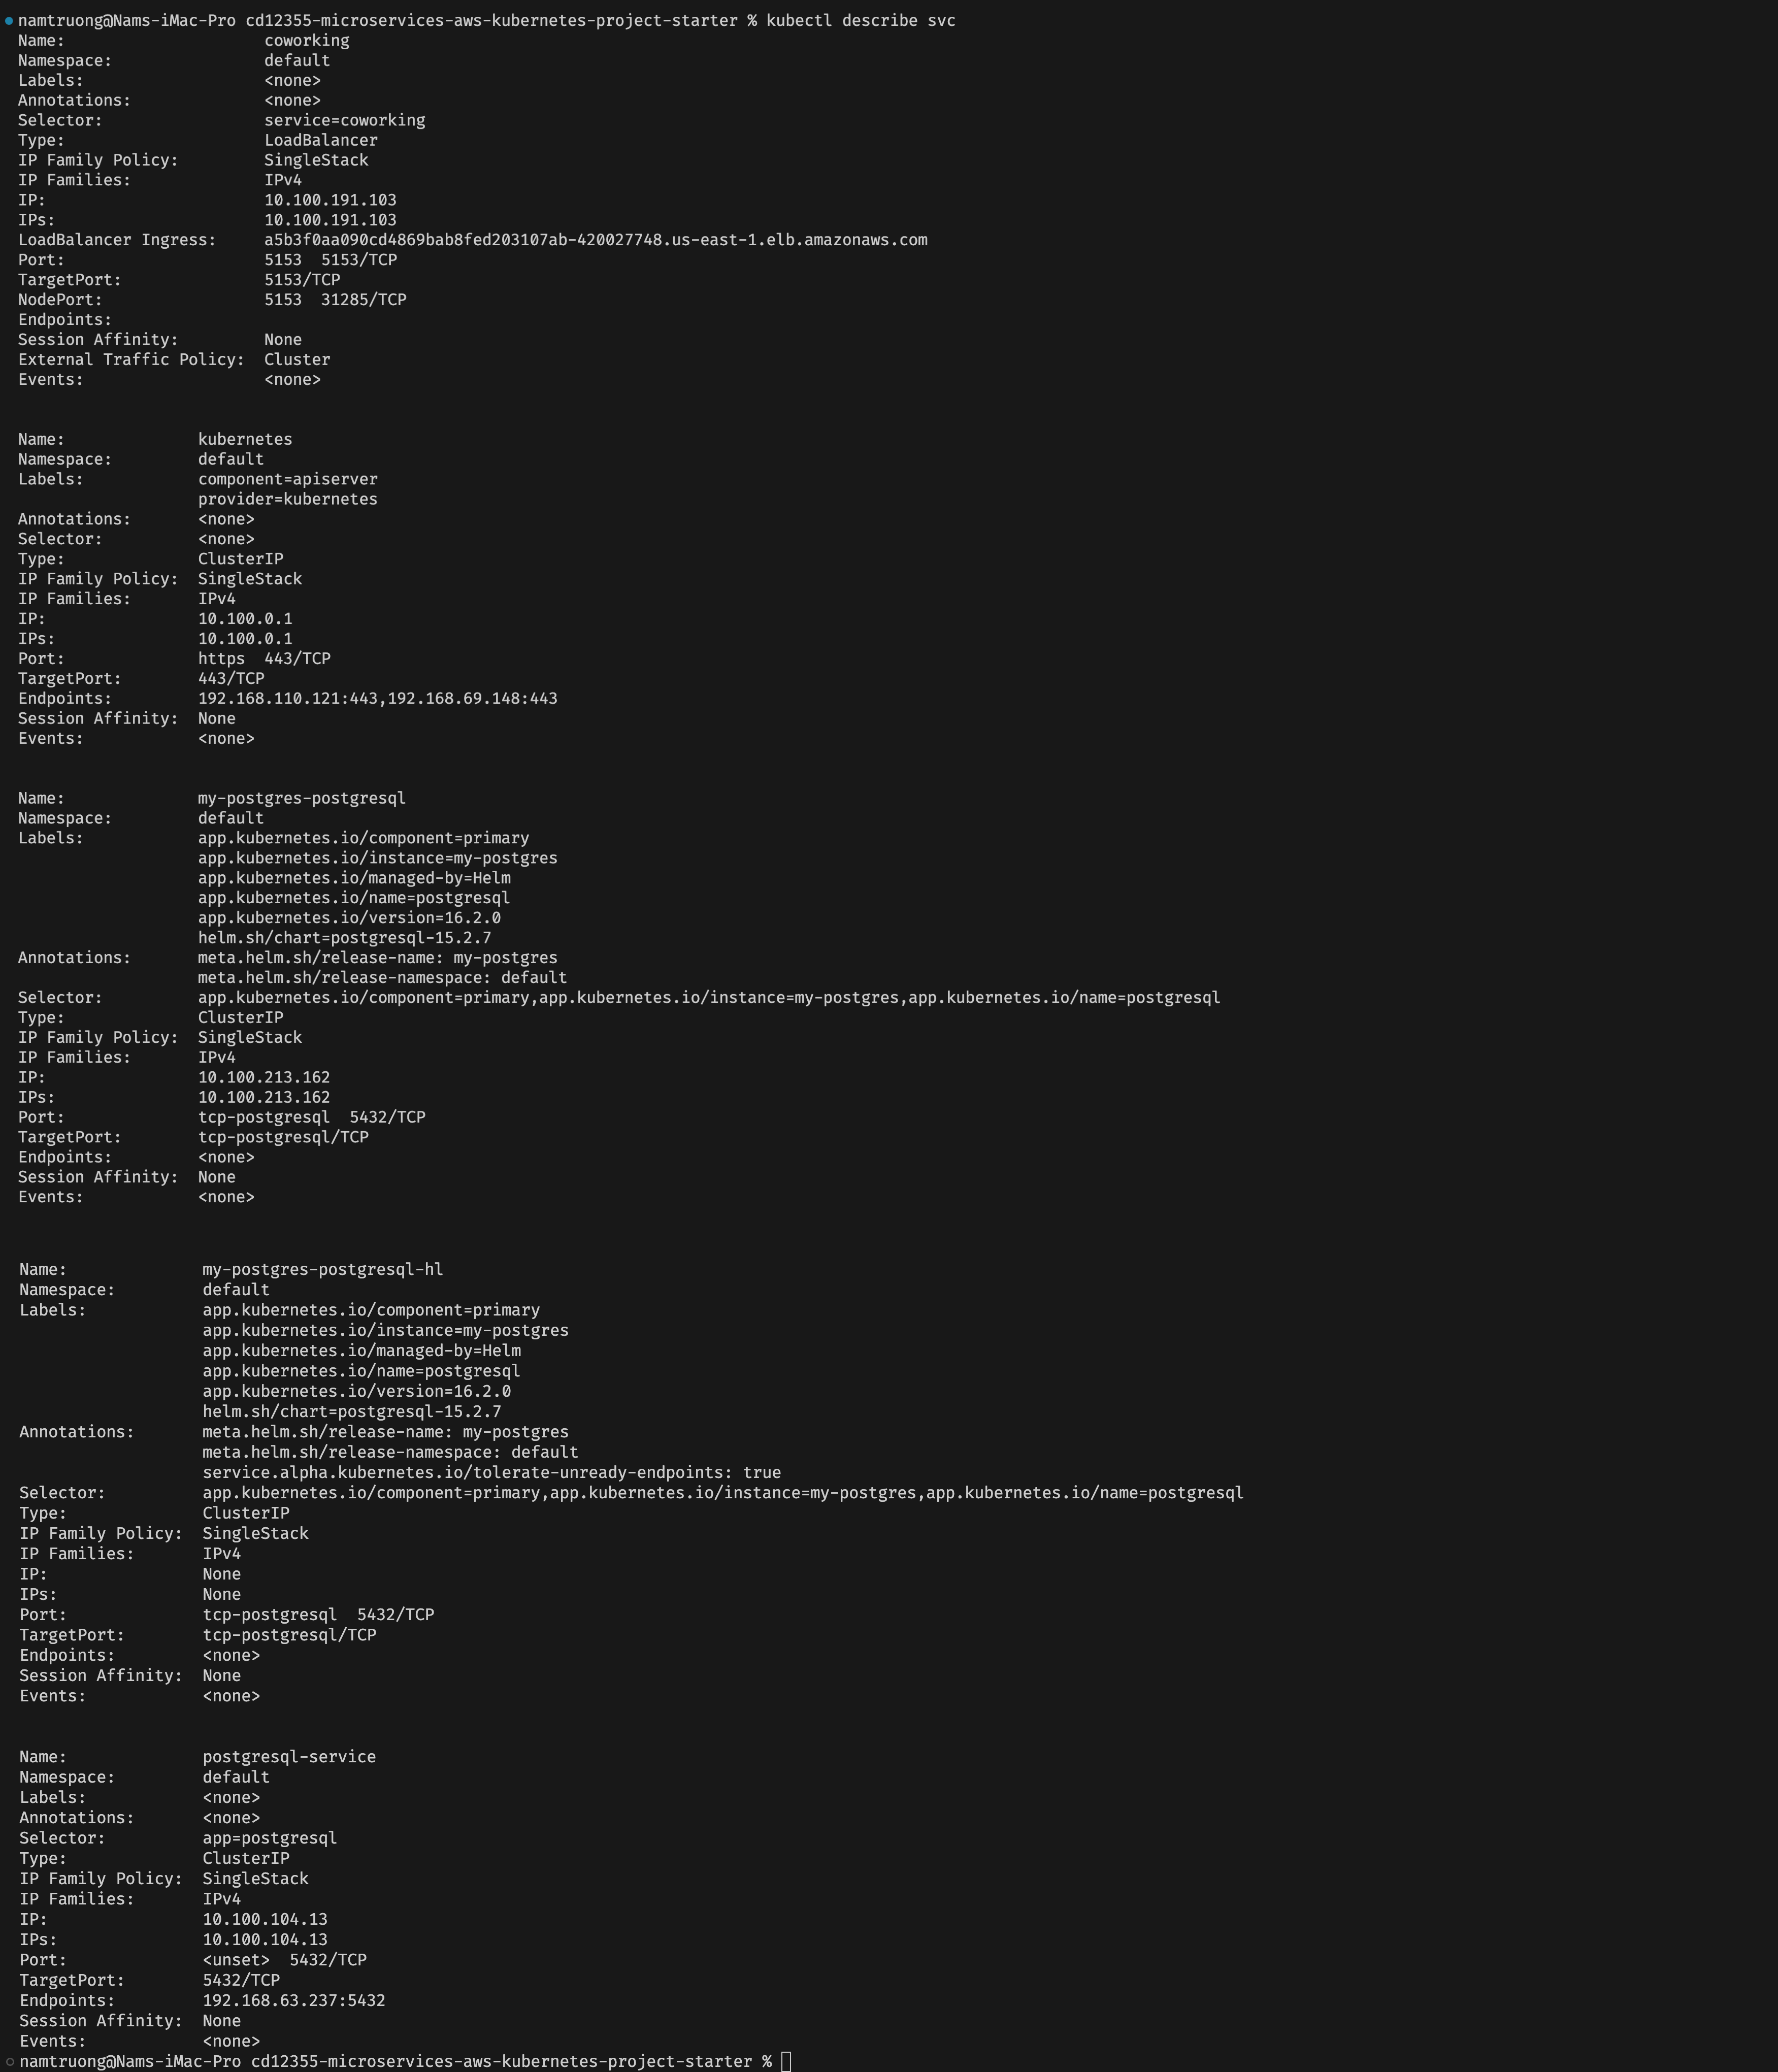 namtruong@Nams-iMac-Pro cd12355-microservices-aws-kubernetes-project-starter % kubectl describe svc
Name:                     coworking
Namespace:                default
Labels:                   <none>
Annotations:              <none>
Selector:                 service=coworking
Type:                     LoadBalancer
IP Family Policy:         SingleStack
IP Families:              IPv4
IP:                       10.100.191.103
IPs:                      10.100.191.103
LoadBalancer Ingress:     a5b3f0aa090cd4869bab8fed203107ab-420027748.us-east-1.elb.amazonaws.com
Port:                     5153  5153/TCP
TargetPort:               5153/TCP
NodePort:                 5153  31285/TCP
Endpoints:
Session Affinity:         None
External Traffic Policy:  Cluster
Events:                   <none>
Name:              kubernetes
Namespace:         default
Labels:            component=apiserver
                   provider=kubernetes
Annotations:       <none>
Selector:          <none>
Type:              ClusterIP
IP Family Policy:  SingleStack
IP Families:       IPv4
IP:                10.100.0.1
IPs:               10.100.0.1
Port:              https  443/TCP
TargetPort:        443/TCP
Endpoints:         192.168.110.121:443,192.168.69.148:443
Session Affinity:  None
Events:            <none>
Name:              my-postgres-postgresql
Namespace:         default
Labels:            app.kubernetes.io/component=primary
                   app.kubernetes.io/instance=my-postgres
                   app.kubernetes.io/managed-by=Helm
                   app.kubernetes.io/name=postgresql
                   app.kubernetes.io/version=16.2.0
                   helm.sh/chart=postgresql-15.2.7
Annotations:       meta.helm.sh/release-name: my-postgres
                   meta.helm.sh/release-namespace: default
Selector:          app.kubernetes.io/component=primary,app.kubernetes.io/instance=my-postgres,app.kubernetes.io/name=postgresql
Type:              ClusterIP
IP Family Policy:  SingleStack
IP Families:       IPv4
IP:                10.100.213.162
IPs:               10.100.213.162
Port:              tcp-postgresql  5432/TCP
TargetPort:        tcp-postgresql/TCP
Endpoints:         <none>
Session Affinity:  None
Events:            <none>
Name:              my-postgres-postgresql-hl
Namespace:         default
Labels:            app.kubernetes.io/component=primary
                   app.kubernetes.io/instance=my-postgres
                   app.kubernetes.io/managed-by=Helm
                   app.kubernetes.io/name=postgresql
                   app.kubernetes.io/version=16.2.0
                   helm.sh/chart=postgresql-15.2.7
Annotations:       meta.helm.sh/release-name: my-postgres
                   meta.helm.sh/release-namespace: default
                   service.alpha.kubernetes.io/tolerate-unready-endpoints: true
Selector:          app.kubernetes.io/component=primary,app.kubernetes.io/instance=my-postgres,app.kubernetes.io/name=postgresql
Type:              ClusterIP
IP Family Policy:  SingleStack
IP Families:       IPv4
IP:                None
IPs:               None
Port:              tcp-postgresql  5432/TCP
TargetPort:        tcp-postgresql/TCP
Endpoints:         <none>
Session Affinity:  None
Events:            <none>
Name:              postgresql-service
Namespace:         default
Labels:            <none>
Annotations:       <none>
Selector:          app=postgresql
Type:              ClusterIP
IP Family Policy:  SingleStack
IP Families:       IPv4
IP:                10.100.104.13
IPs:               10.100.104.13
Port:              <unset>  5432/TCP
TargetPort:        5432/TCP
Endpoints:         192.168.63.237:5432
Session Affinity:  None
Events:            <none>
namtruong@Nams-iMac-Pro cd12355-microservices-aws-kubernetes-project-starter %